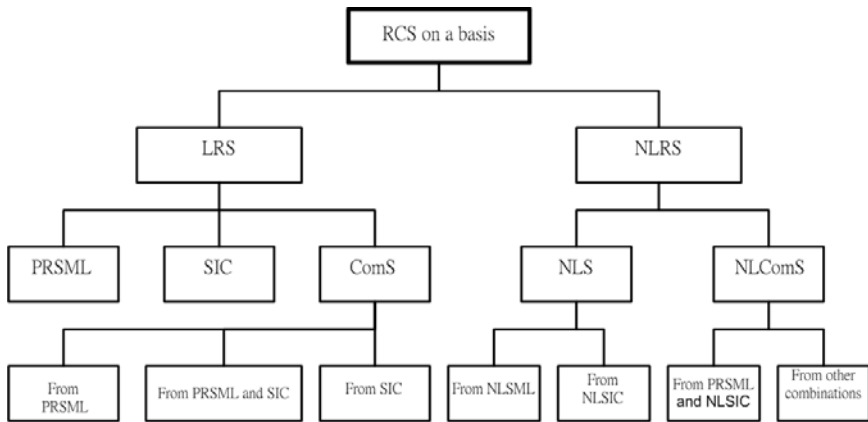 RCS on a basis
LRS
NLRS
PRSML
SIC
ComS
NLS
NLComS
From
PRSML
From PRSML and SIC
From SIC
From NLSML
From
NLSIC
From PRSML
and NLSIC
From other
combinations